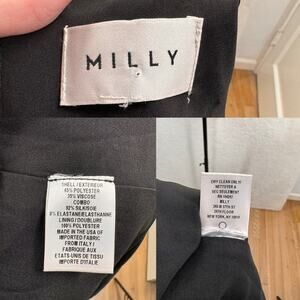 MILLY
SHELL / EXTERIEUR
45% POLYESTER
35% VISCOSE
COMBO
92% SILK/SOIE
8% ELASTANE/ELASTHANNE
LINING / DOUBLURE
100% POLYESTER
MADE IN THE USA OF
IMPORTED FABRIC
FROM ITALY /
FABRIQUE AUX
ETATS-UNIS DE TISSU
IMPORTE D'ITALIE
DRY CLEAN ONLY/
NETTOYER A
SEC SEULEMENT
RN
MILLY
NEW YORK, NY